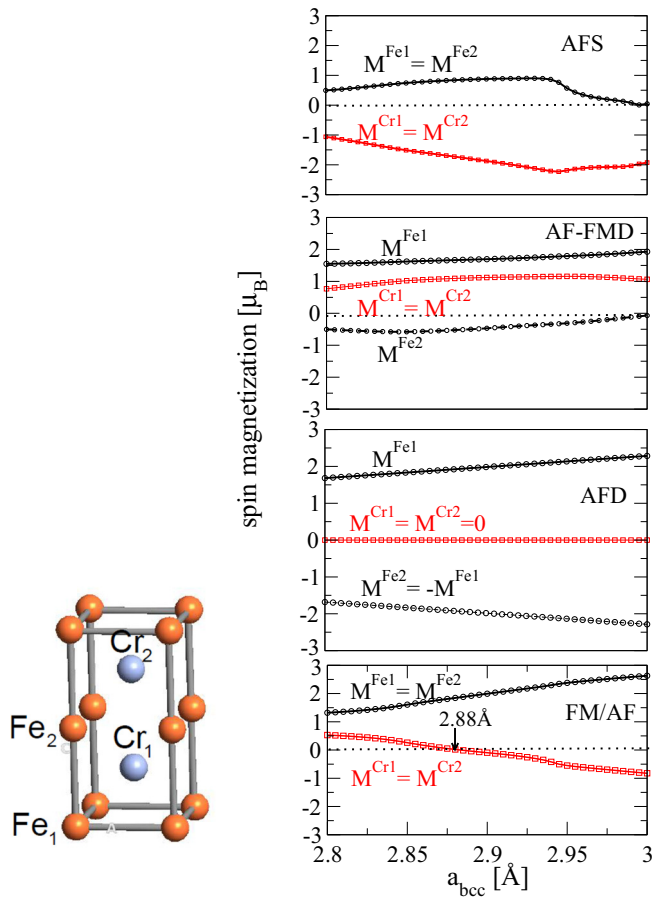 3
2
1
0
-1
-2
-3
AFS
M^Fe1 = M^Fe2
M^Cr1 = M^Cr2
3
2
1
0
-1
-2
-3
AF-FMD
M^Fe1
M^Cr1 = M^Cr2
M^Fe2
spin magnetization [μ_B]
2
1
0
-1
-2
-3
M^Fe1
AFD
M^Cr1 = M^Cr2 =0
M^Fe2 = -M^Fe1
3
2
1
0
-1
-2
-3
M^Fe1 = M^Fe2
FM/AF
2.88Å
M^Cr1 = M^Cr2
2.8
2.85
2.9
2.95
3
a_bcc [Å]
Cr_2
Fe_2
C
Cr_1
Fe_1
A